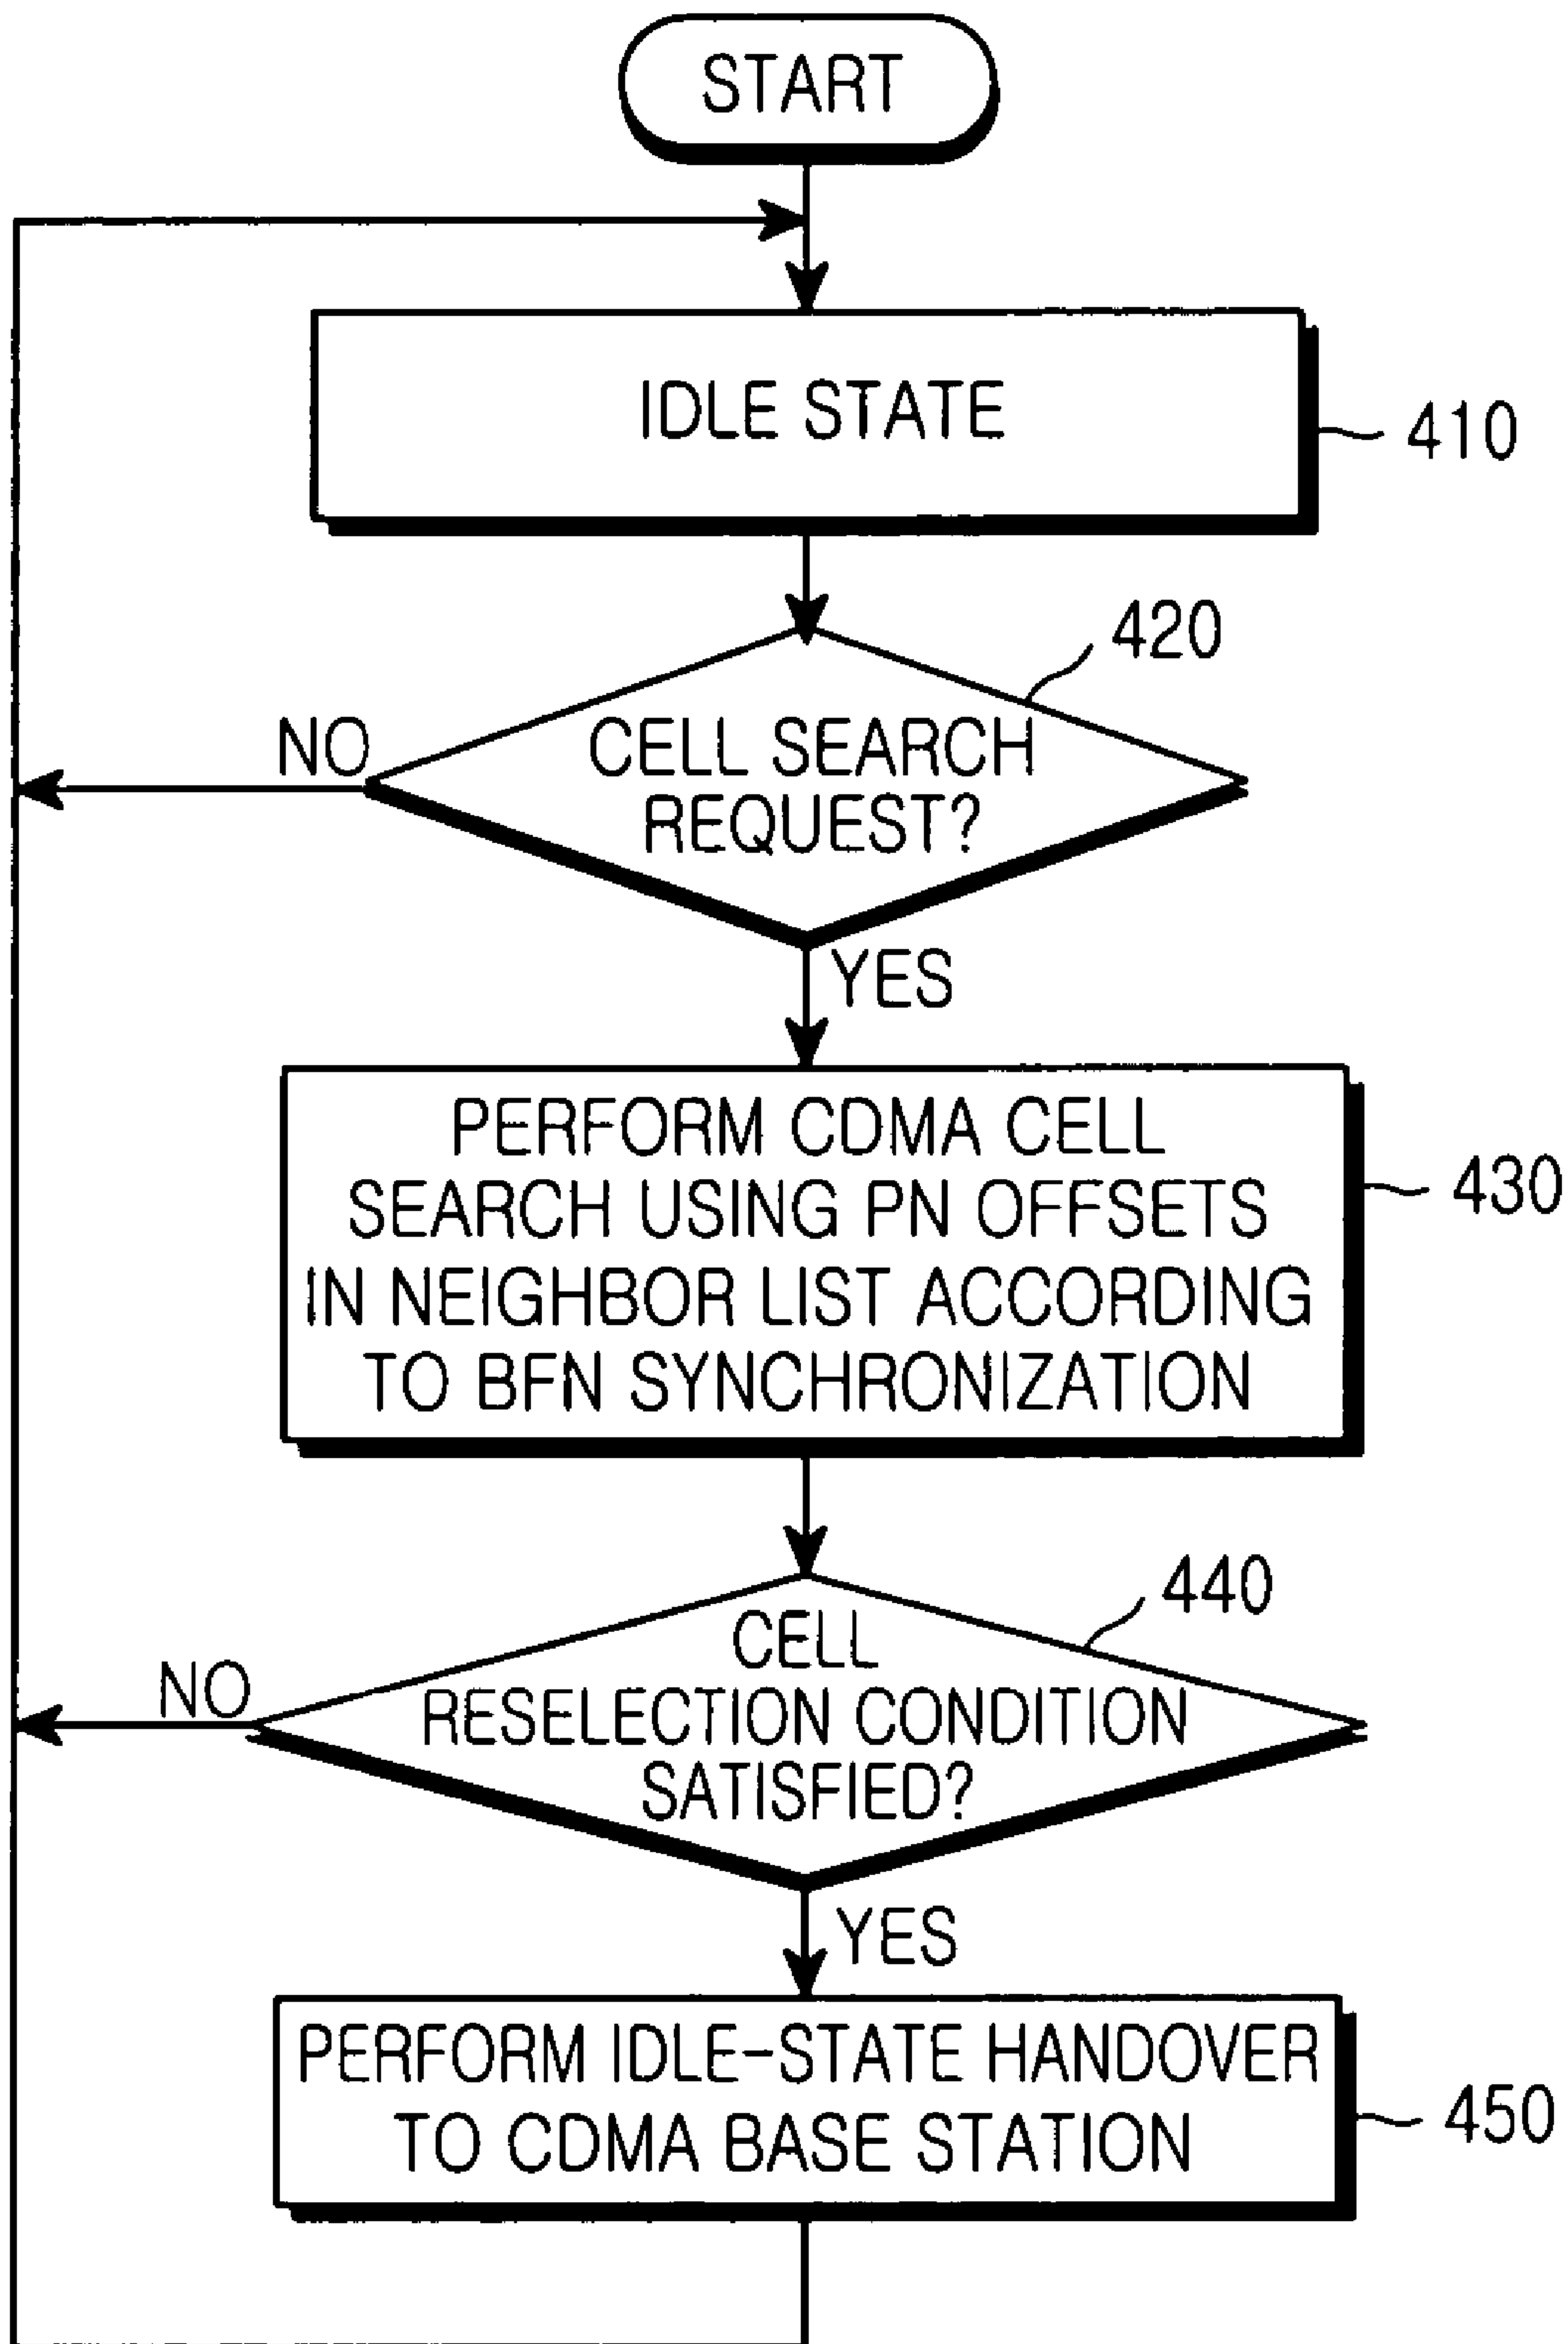 START
IDLE STATE
410
420
NO
CELL SEARCH
REQUEST?
YES
PERFORM CDMA CELL
SEARCH USING PN OFFSETS
IN NEIGHBOR LIST ACCORDING
TO BFN SYNCHRONIZATION
430
440
NO
CELL
RESELECTION CONDITION
SATISFIED?
YES
PERFORM IDLE-STATE HANDOVER
TO CDMA BASE STATION
450